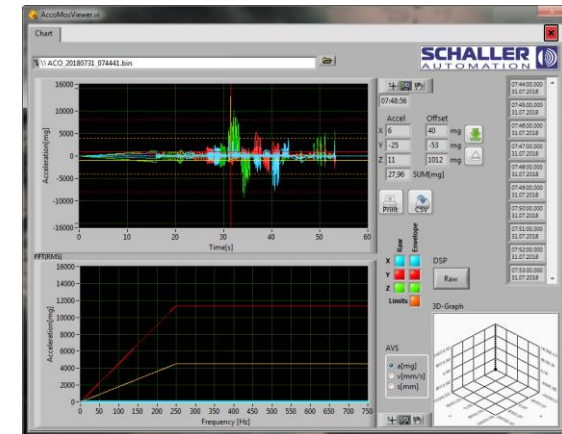 AccoMosViewer.vi
Chart
\\ ACO_20180731_074441.bin
SCHALLER
AUTOMATION
16000
10000
5000
0
-5000
-10000
-16000
Acceleration[mg]
0 10 20 30 40 50 60
Time[s]
07:48:56
Accel Offset
X 6 40 mg
Y -25 -53 mg
Z 11 1012 mg
27,96 SUM[mg]
Print CSV
Raw Envelope
X
Y
Z
Limits
DSP
Raw
07:44:00,000
31.07.2018
07:45:00,000
31.07.2018
07:46:00,000
31.07.2018
07:47:00,000
31.07.2018
07:48:00,000
31.07.2018
07:49:00,000
31.07.2018
07:50:00,000
31.07.2018
07:51:00,000
31.07.2018
07:52:00,000
31.07.2018
07:53:00,000
31.07.2018
FFT(RMS)
16000
14000
12000
10000
8000
6000
4000
2000
0
Acceleration[mg]
0 50 100 150 200 250 300 350 400 450 500 550 600 650 700 750
Frequency [Hz]
AVS
a[mg]
v[mm/s]
s[mm]
3D-Graph